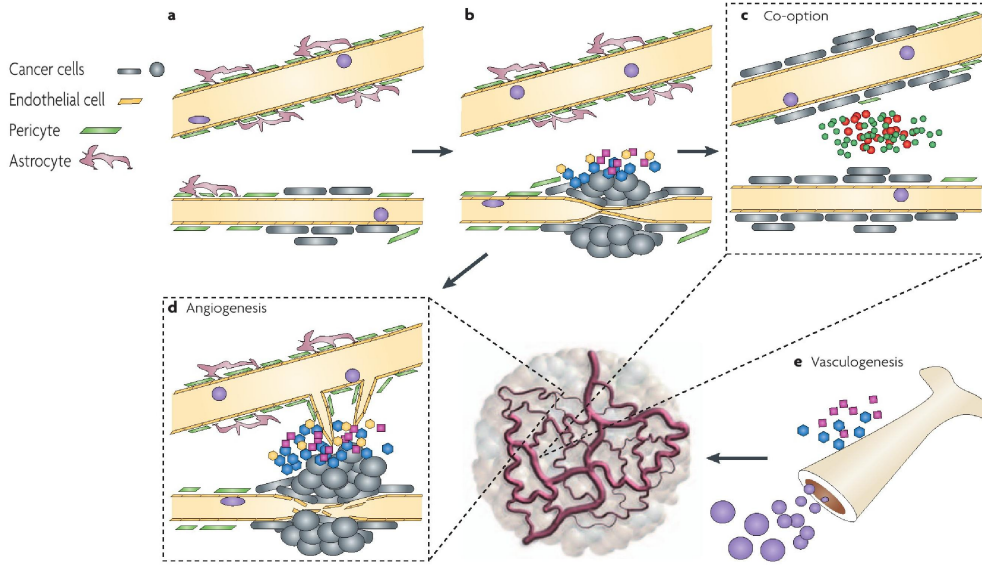 a
b
c Co-option
Cancer cells
Endothelial cell
Pericyte
Astrocyte
d Angiogenesis
e Vasculogenesis